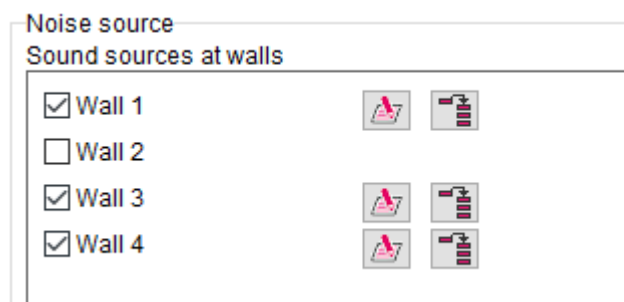 Noise source
Sound sources at walls
Wall 1
Wall 2
Wall 3
Wall 4